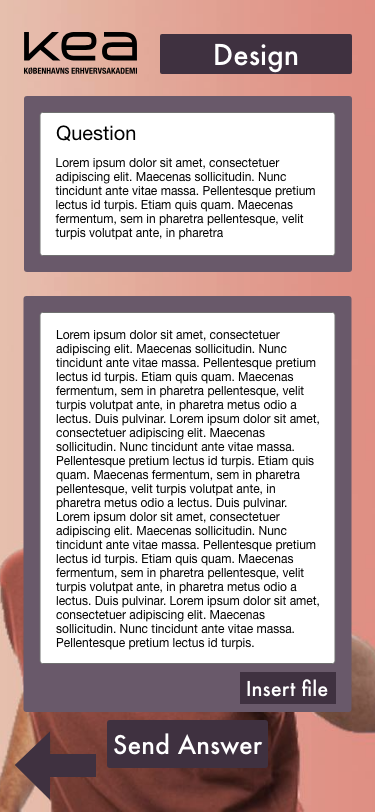 kea
KØBENHAVNS ERHVERVSAKADEMI
Design
Question
Lorem ipsum dolor sit amet, consectetuer
adipiscing elit. Maecenas sollicitudin. Nunc
tincidunt ante vitae massa. Pellentesque pretium
lectus id turpis. Etiam quis quam. Maecenas
fermentum, sem in pharetra pellentesque, velit
turpis volutpat ante, in pharetra
Lorem ipsum dolor sit amet, consectetuer
adipiscing elit. Maecenas sollicitudin. Nunc
tincidunt ante vitae massa. Pellentesque pretium
lectus id turpis. Etiam quis quam. Maecenas
fermentum, sem in pharetra pellentesque, velit
turpis volutpat ante, in pharetra metus odio a
lectus. Duis pulvinar. Lorem ipsum dolor sit amet,
consectetuer adipiscing elit. Maecenas
sollicitudin. Nunc tincidunt ante vitae massa.
Pellentesque pretium lectus id turpis. Etiam quis
quam. Maecenas fermentum, sem in pharetra
pellentesque, velit turpis volutpat ante, in
pharetra metus odio a lectus. Duis pulvinar.
Lorem ipsum dolor sit amet, consectetuer
adipiscing elit. Maecenas sollicitudin. Nunc
tincidunt ante vitae massa. Pellentesque pretium
lectus id turpis. Etiam quis quam. Maecenas
fermentum, sem in pharetra pellentesque, velit
turpis volutpat ante, in pharetra metus odio a
lectus. Duis pulvinar. Lorem ipsum dolor sit amet,
consectetuer adipiscing elit. Maecenas
sollicitudin. Nunc tincidunt ante vitae massa.
Pellentesque pretium lectus id turpis.
Insert file
Send Answer